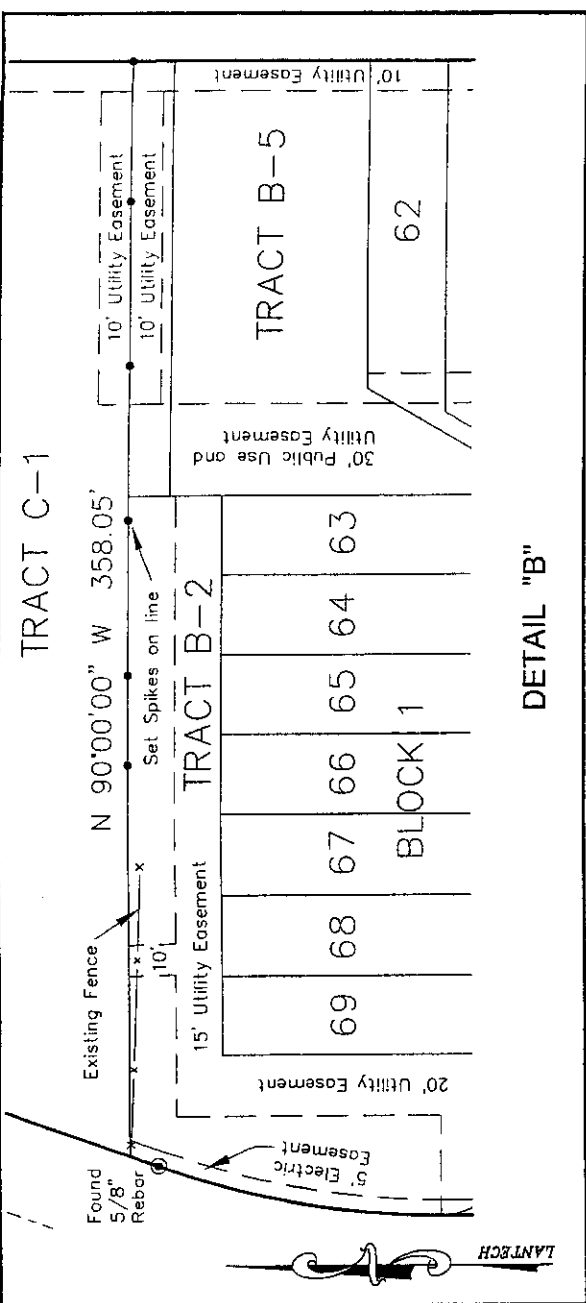 TRACT C-1
N 90°00'00" W 358.05'
Existing Fence
Found
5/8"
Rebar
Set Spikes on line
10' Utility Easement
10' Utility Easement
10' Utility Easement
10'
15' Utility Easement
TRACT B-2
TRACT B-5
30' Public Use and
Utility Easement
20' Utility Easement
5' Electric
Easement
69
68
67
66
65
64
63
62
BLOCK 1
DETAIL "B"
LANTECH